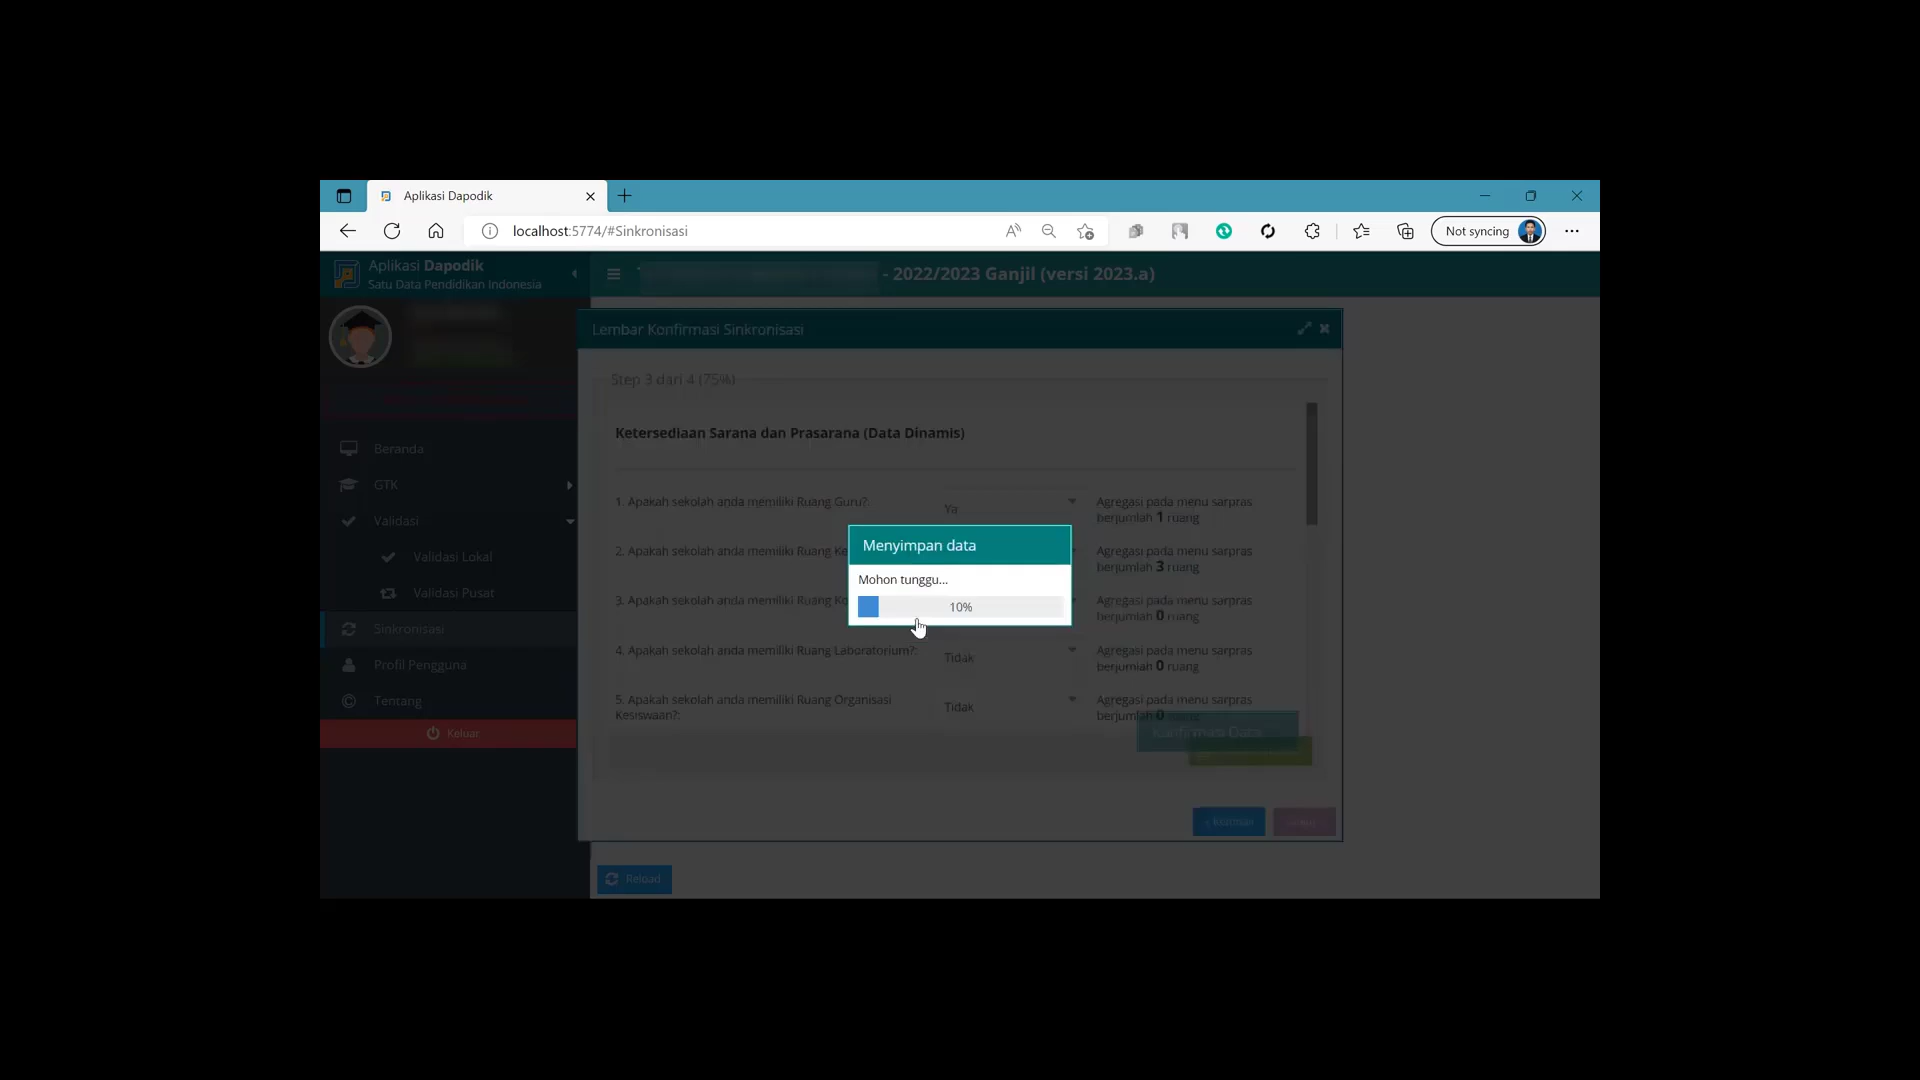 Aplikasi Dapodik
localhost:5774/#Sinkronisasi
Not syncing
Aplikasi Dapodik
Satu Data Pendidikan Indonesia
- 2022/2023 Ganjil (versi 2023.a)
Beranda
GTK
Validasi
Validasi Lokal
Validasi Pusat
Sinkronisasi
Profil Pengguna
Tentang
Keluar
Lembar Konfirmasi Sinkronisasi
Step 3 dari 4 (75%)
Ketersediaan Sarana dan Prasarana (Data Dinamis)
1. Apakah sekolah anda memiliki Ruang Guru?:
Ya
Agregasi pada menu sarpras
berjumlah 1 ruang
2. Apakah sekolah anda memiliki Ruang
Agregasi pada menu sarpras
berjumlah 3 ruang
3. Apakah sekolah anda memiliki Ruang
Agregasi pada menu sarpras
berjumlah 0 ruang
4. Apakah sekolah anda memiliki Ruang Laboratorium?:
Tidak
Agregasi pada menu sarpras
berjumlah 0 ruang
5. Apakah sekolah anda memiliki Ruang Organisasi
Kesiswaan?:
Tidak
Agregasi pada menu sarpras
berjumlah 0 ruang
Konfirmasi Data
Menyimpan data
Mohon tunggu...
10%
Reload